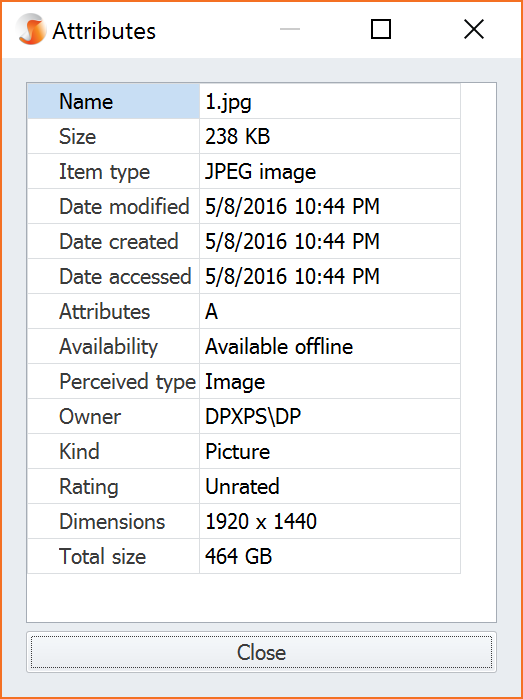 Attributes
Name 1.jpg
Size 238 KB
Item type JPEG image
Date modified 5/8/2016 10:44 PM
Date created 5/8/2016 10:44 PM
Date accessed 5/8/2016 10:44 PM
Attributes A
Availability Available offline
Perceived type Image
Owner DPXPS\DP
Kind Picture
Rating Unrated
Dimensions 1920 x 1440
Total size 464 GB
Close